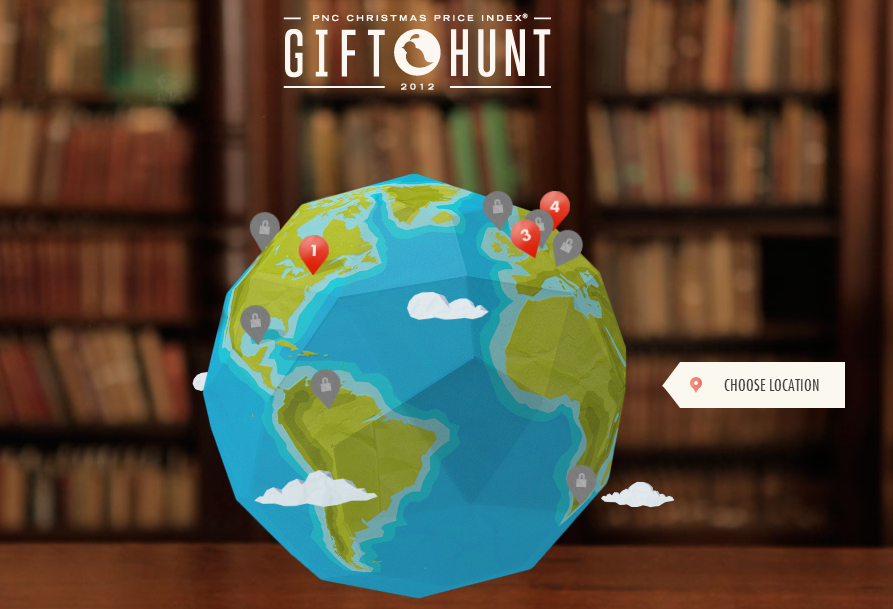 PNC CHRISTMAS PRICE INDEX®
GIFT HUNT
2012
4
3
1
CHOOSE LOCATION